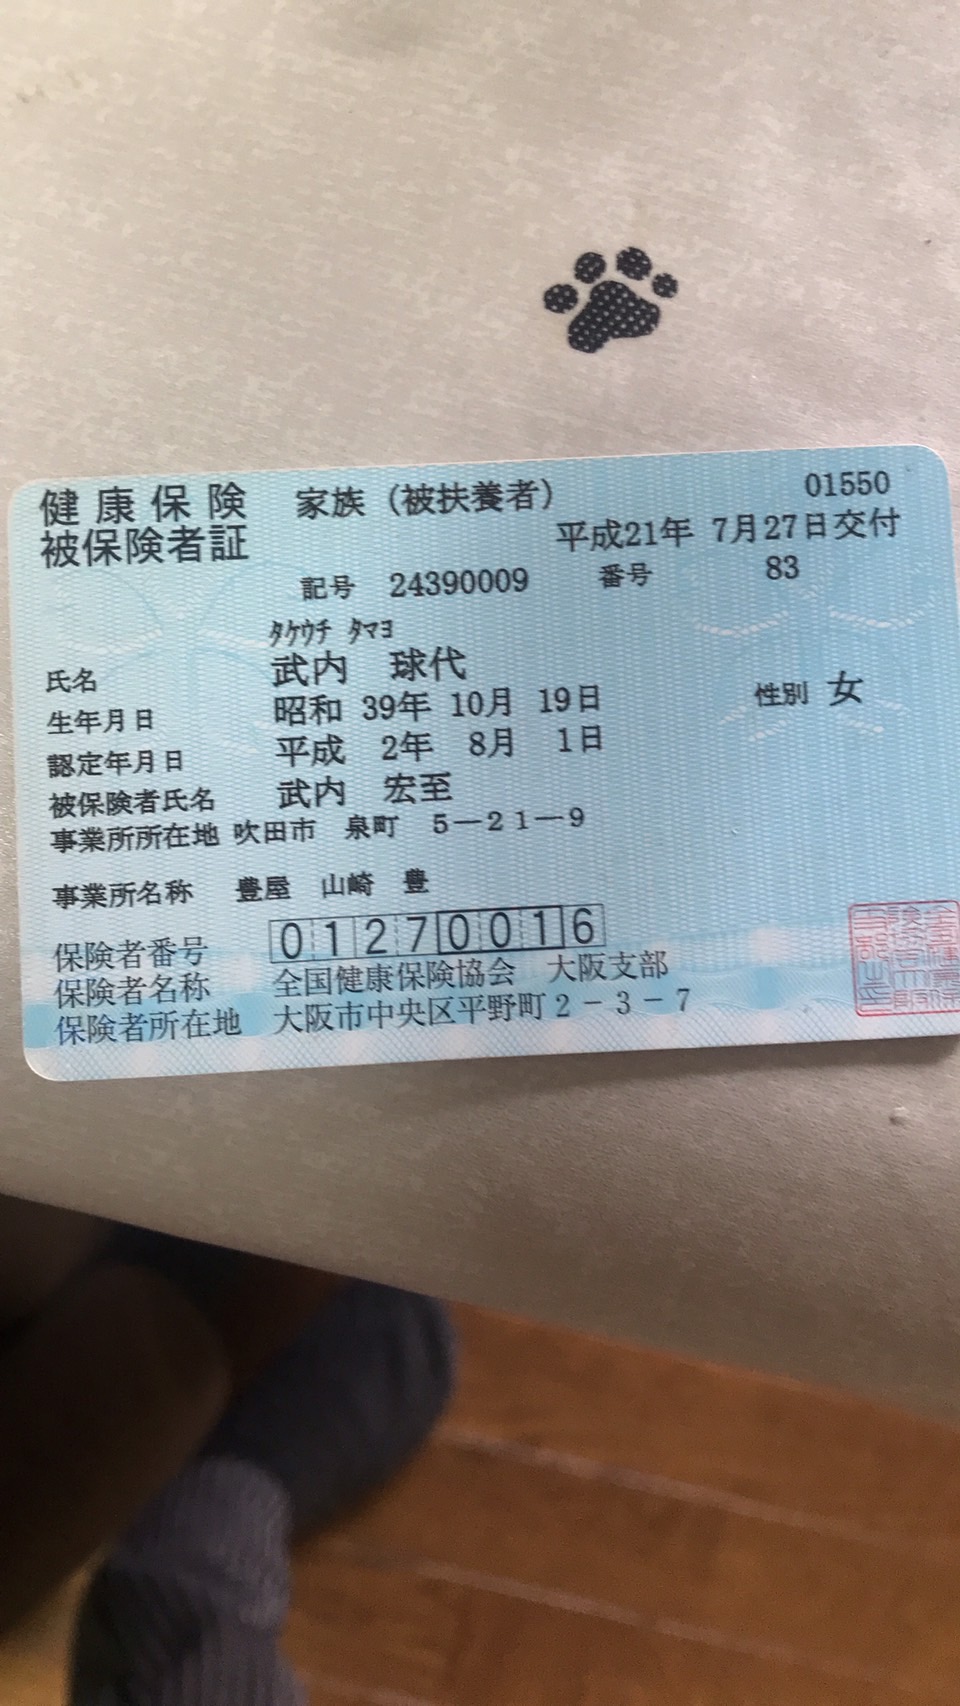 健康保険 家族（被扶養者） 01550
被保険者証 平成21年 7月27日交付
記号 24390009 番号 83
タケウチ タマヨ
氏名 武内 球代
生年月日 昭和 39年 10月 19日 性別 女
認定年月日 平成 2年 8月 1日
被保険者氏名 武内 宏至
事業所所在地 吹田市 泉町 5－21－9
事業所名称 豊屋 山崎 豊
保険者番号 01270016
保険者名称 全国健康保険協会 大阪支部
保険者所在地 大阪市中央区平野町2－3－7